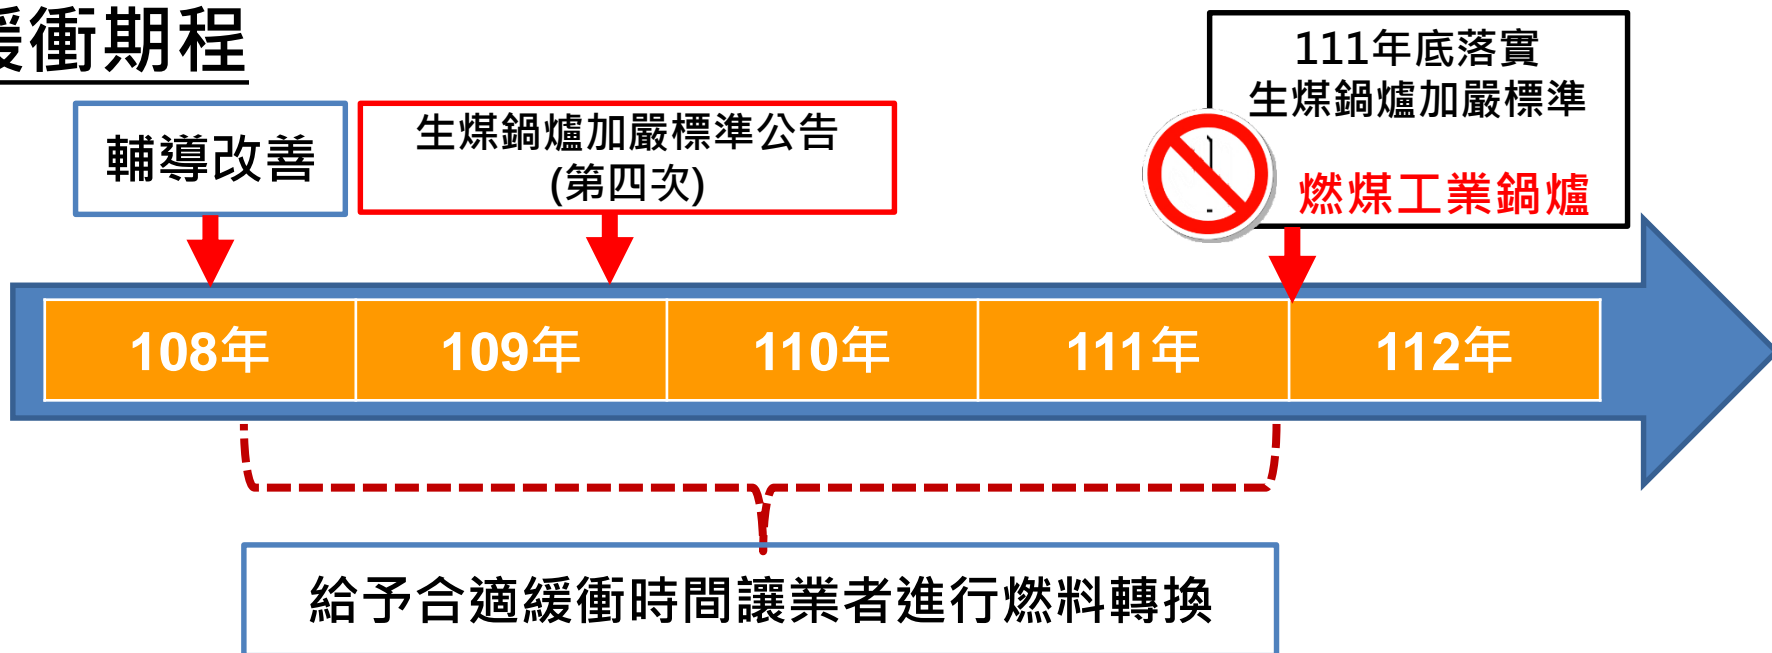 緩衝期程
111年底落實
生煤鍋爐加嚴標準
燃煤工業鍋爐
輔導改善
生煤鍋爐加嚴標準公告
(第四次)
108年
109年
110年
111年
112年
給予合適緩衝時間讓業者進行燃料轉換